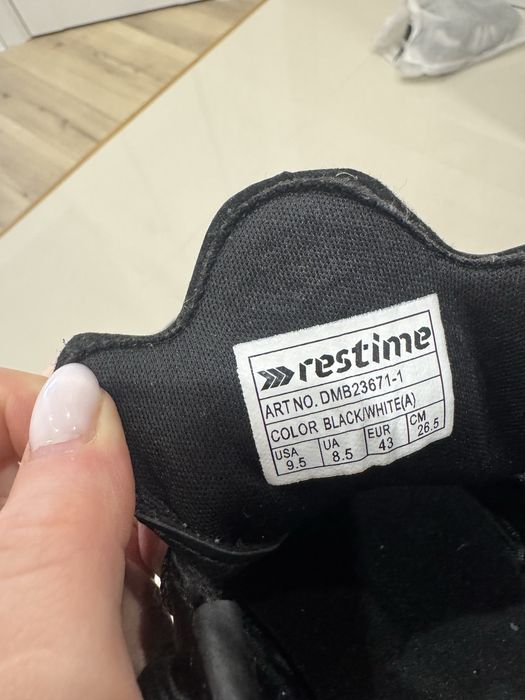 restime
ART NO. DMB23671-1
COLOR BLACK/WHITE(A)
USA UA EUR CM
9.5 8.5 43 26.5